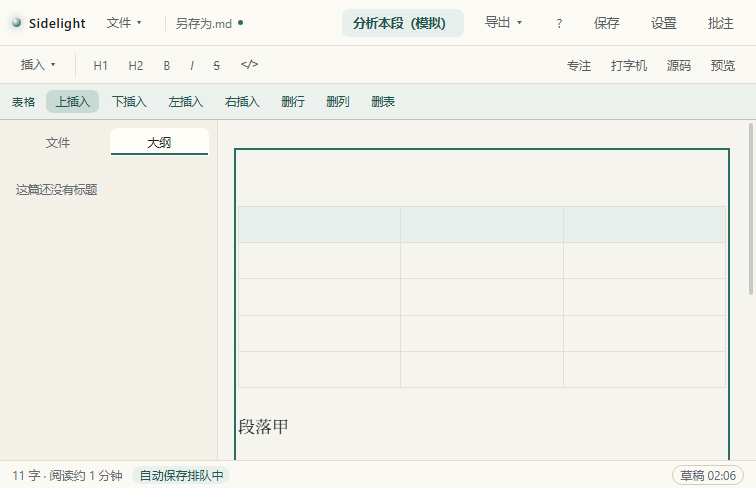 Sidelight 文件 另存为.md 分析本段（模拟） 导出 ? 保存 设置 批注
插入 H1 H2 B I S </> 专注 打字机 源码 预览
表格 上插入 下插入 左插入 右插入 删行 删列 删表
文件 大纲
这篇还没有标题
段落甲
11 字 · 阅读约 1 分钟 自动保存排队中 草稿 02:06